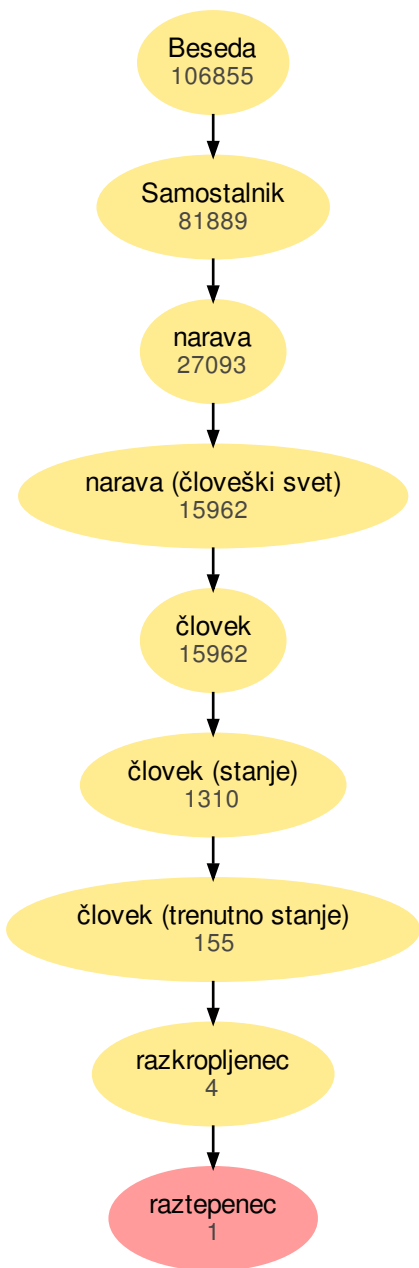 Beseda
106855
Samostalnik
81889
narava
27093
narava (človeški svet)
15962
človek
15962
človek (stanje)
1310
človek (trenutno stanje)
155
razkropljenec
4
raztepenec
1